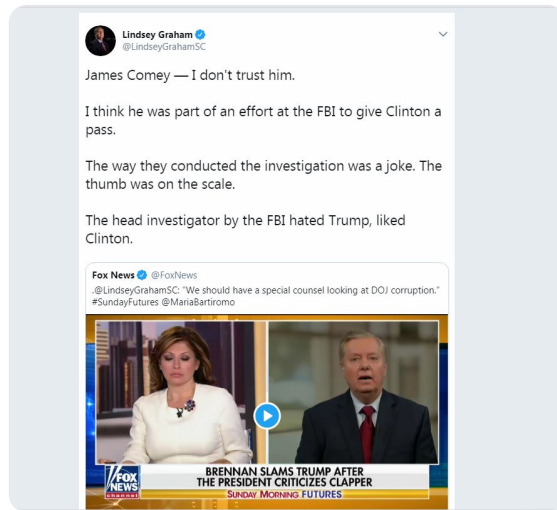 Lindsey Graham
@LindseyGrahamSC
James Comey — I don't trust him.
I think he was part of an effort at the FBI to give Clinton a
pass.
The way they conducted the investigation was a joke. The
thumb was on the scale.
The head investigator by the FBI hated Trump, liked
Clinton.
Fox News @FoxNews
.@LindseyGrahamSC: "We should have a special counsel looking at DOJ corruption."
#SundayFutures @MariaBartiromo
FOX
NEWS
channel
BRENNAN SLAMS TRUMP AFTER
THE PRESIDENT CRITICIZES CLAPPER
SUNDAY MORNING FUTURES